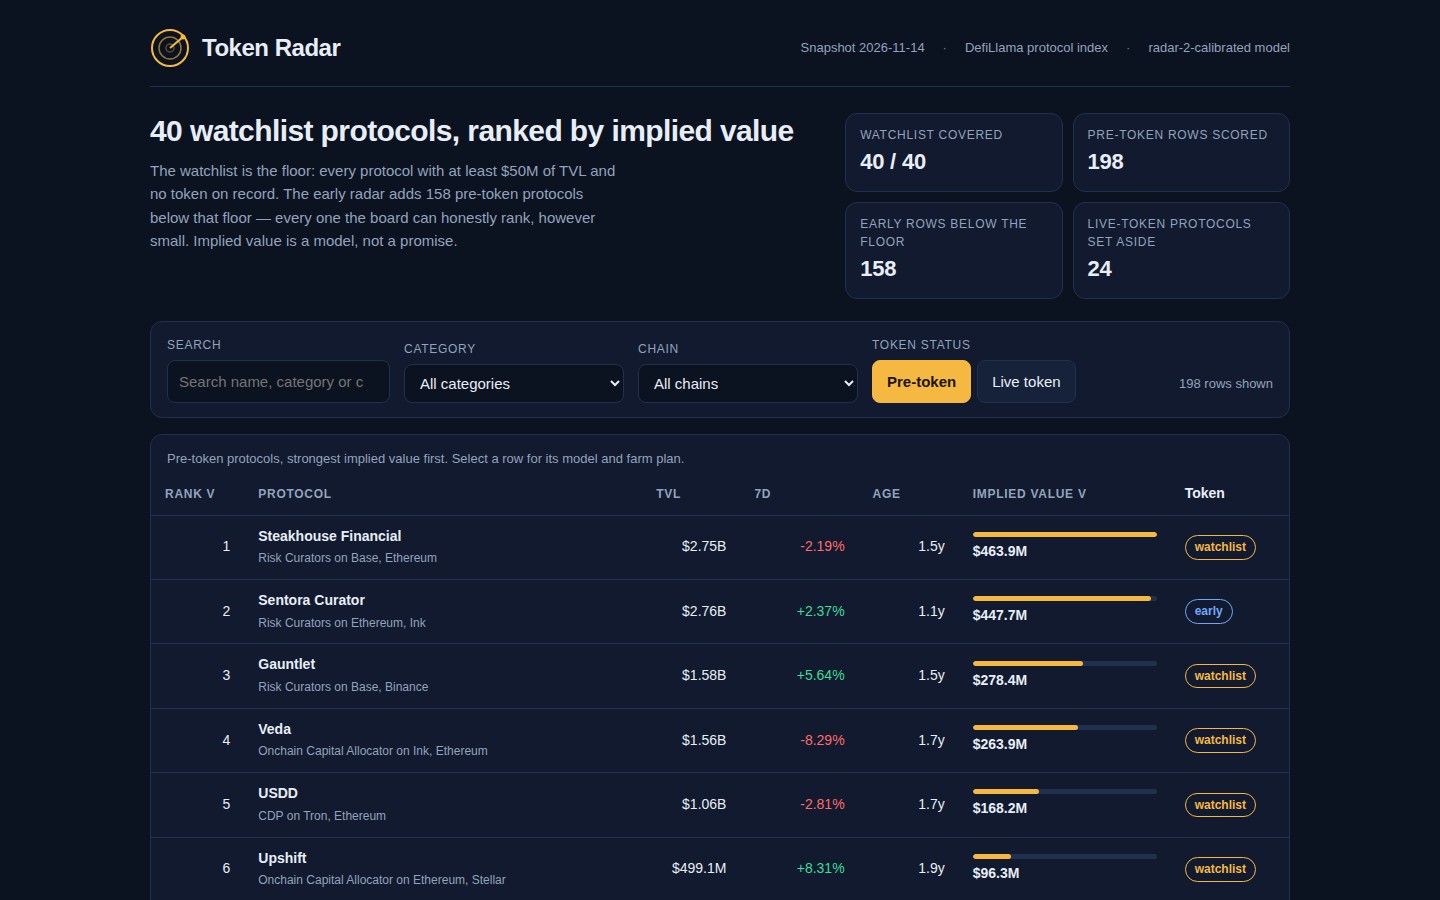 Token Radar
Snapshot 2026-11-14 · DefiLlama protocol index · radar-2-calibrated model
40 watchlist protocols, ranked by implied value
The watchlist is the floor: every protocol with at least $50M of TVL and
no token on record. The early radar adds 158 pre-token protocols
below that floor — every one the board can honestly rank, however
small. Implied value is a model, not a promise.
WATCHLIST COVERED
40 / 40
PRE-TOKEN ROWS SCORED
198
EARLY ROWS BELOW THE
FLOOR
158
LIVE-TOKEN PROTOCOLS
SET ASIDE
24
SEARCH
Search name, category or c
CATEGORY
All categories
CHAIN
All chains
TOKEN STATUS
Pre-token
Live token
198 rows shown
Pre-token protocols, strongest implied value first. Select a row for its model and farm plan.
RANK V PROTOCOL TVL 7D AGE IMPLIED VALUE V Token
1 Steakhouse Financial $2.75B -2.19% 1.5y $463.9M watchlist
Risk Curators on Base, Ethereum
2 Sentora Curator $2.76B +2.37% 1.1y $447.7M early
Risk Curators on Ethereum, Ink
3 Gauntlet $1.58B +5.64% 1.5y $278.4M watchlist
Risk Curators on Base, Binance
4 Veda $1.56B -8.29% 1.7y $263.9M watchlist
Onchain Capital Allocator on Ink, Ethereum
5 USDD $1.06B -2.81% 1.7y $168.2M watchlist
CDP on Tron, Ethereum
6 Upshift $499.1M +8.31% 1.9y $96.3M watchlist
Onchain Capital Allocator on Ethereum, Stellar